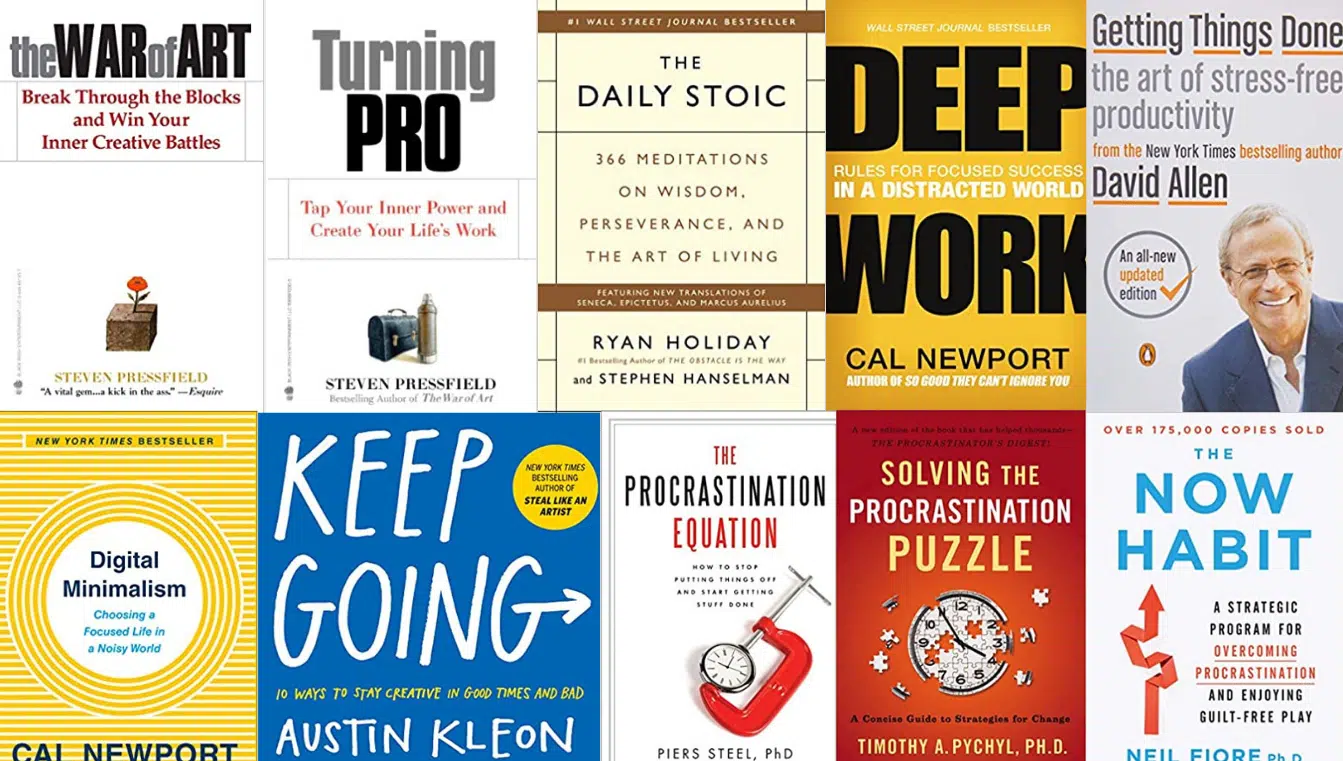 theWARofART
Break Through the Blocks
and Win Your
Inner Creative Battles
STEVEN PRESSFIELD
"A vital gem...a kick in the ass." —Esquire
Turning
PRO
Tap Your Inner Power and
Create Your Life's Work
STEVEN PRESSFIELD
Bestselling Author of The War of Art
#1 WALL STREET JOURNAL BESTSELLER
THE
DAILY STOIC
366 MEDITATIONS
ON WISDOM,
PERSEVERANCE, AND
THE ART OF LIVING
FEATURING NEW TRANSLATIONS OF
SENECA, EPICTETUS, AND MARCUS AURELIUS
RYAN HOLIDAY
#1 Bestselling Author of THE OBSTACLE IS THE WAY
and STEPHEN HANSELMAN
WALL STREET JOURNAL BESTSELLER
DEEP
RULES FOR FOCUSED SUCCESS
IN A DISTRACTED WORLD
WORK
CAL NEWPORT
AUTHOR OF SO GOOD THEY CAN'T IGNORE YOU
Getting Things Done
the art of stress-free
productivity
from the New York Times bestselling author
David Allen
An all-new
updated
edition
NEW YORK TIMES BESTSELLER
Digital
Minimalism
Choosing a
Focused Life in
a Noisy World
CAL NEWPORT
KEEP
GOING
NEW YORK TIMES
BESTSELLING
AUTHOR OF
STEAL LIKE AN
ARTIST
10 WAYS TO STAY CREATIVE IN GOOD TIMES AND BAD
AUSTIN KLEON
THE
PROCRASTINATION
EQUATION
HOW TO STOP
PUTTING THINGS OFF
AND START GETTING
STUFF DONE
PIERS STEEL, PhD
A new edition of the book that has helped thousands—
THE PROCRASTINATOR'S DIGEST!
SOLVING THE
PROCRASTINATION
PUZZLE
12
A Concise Guide to Strategies for Change
TIMOTHY A. PYCHYL, PH.D.
OVER 175,000 COPIES SOLD
THE
NOW
HABIT
A STRATEGIC
PROGRAM FOR
OVERCOMING
PROCRASTINATION
AND ENJOYING
GUILT-FREE PLAY
NEIL FIORE Ph.D.